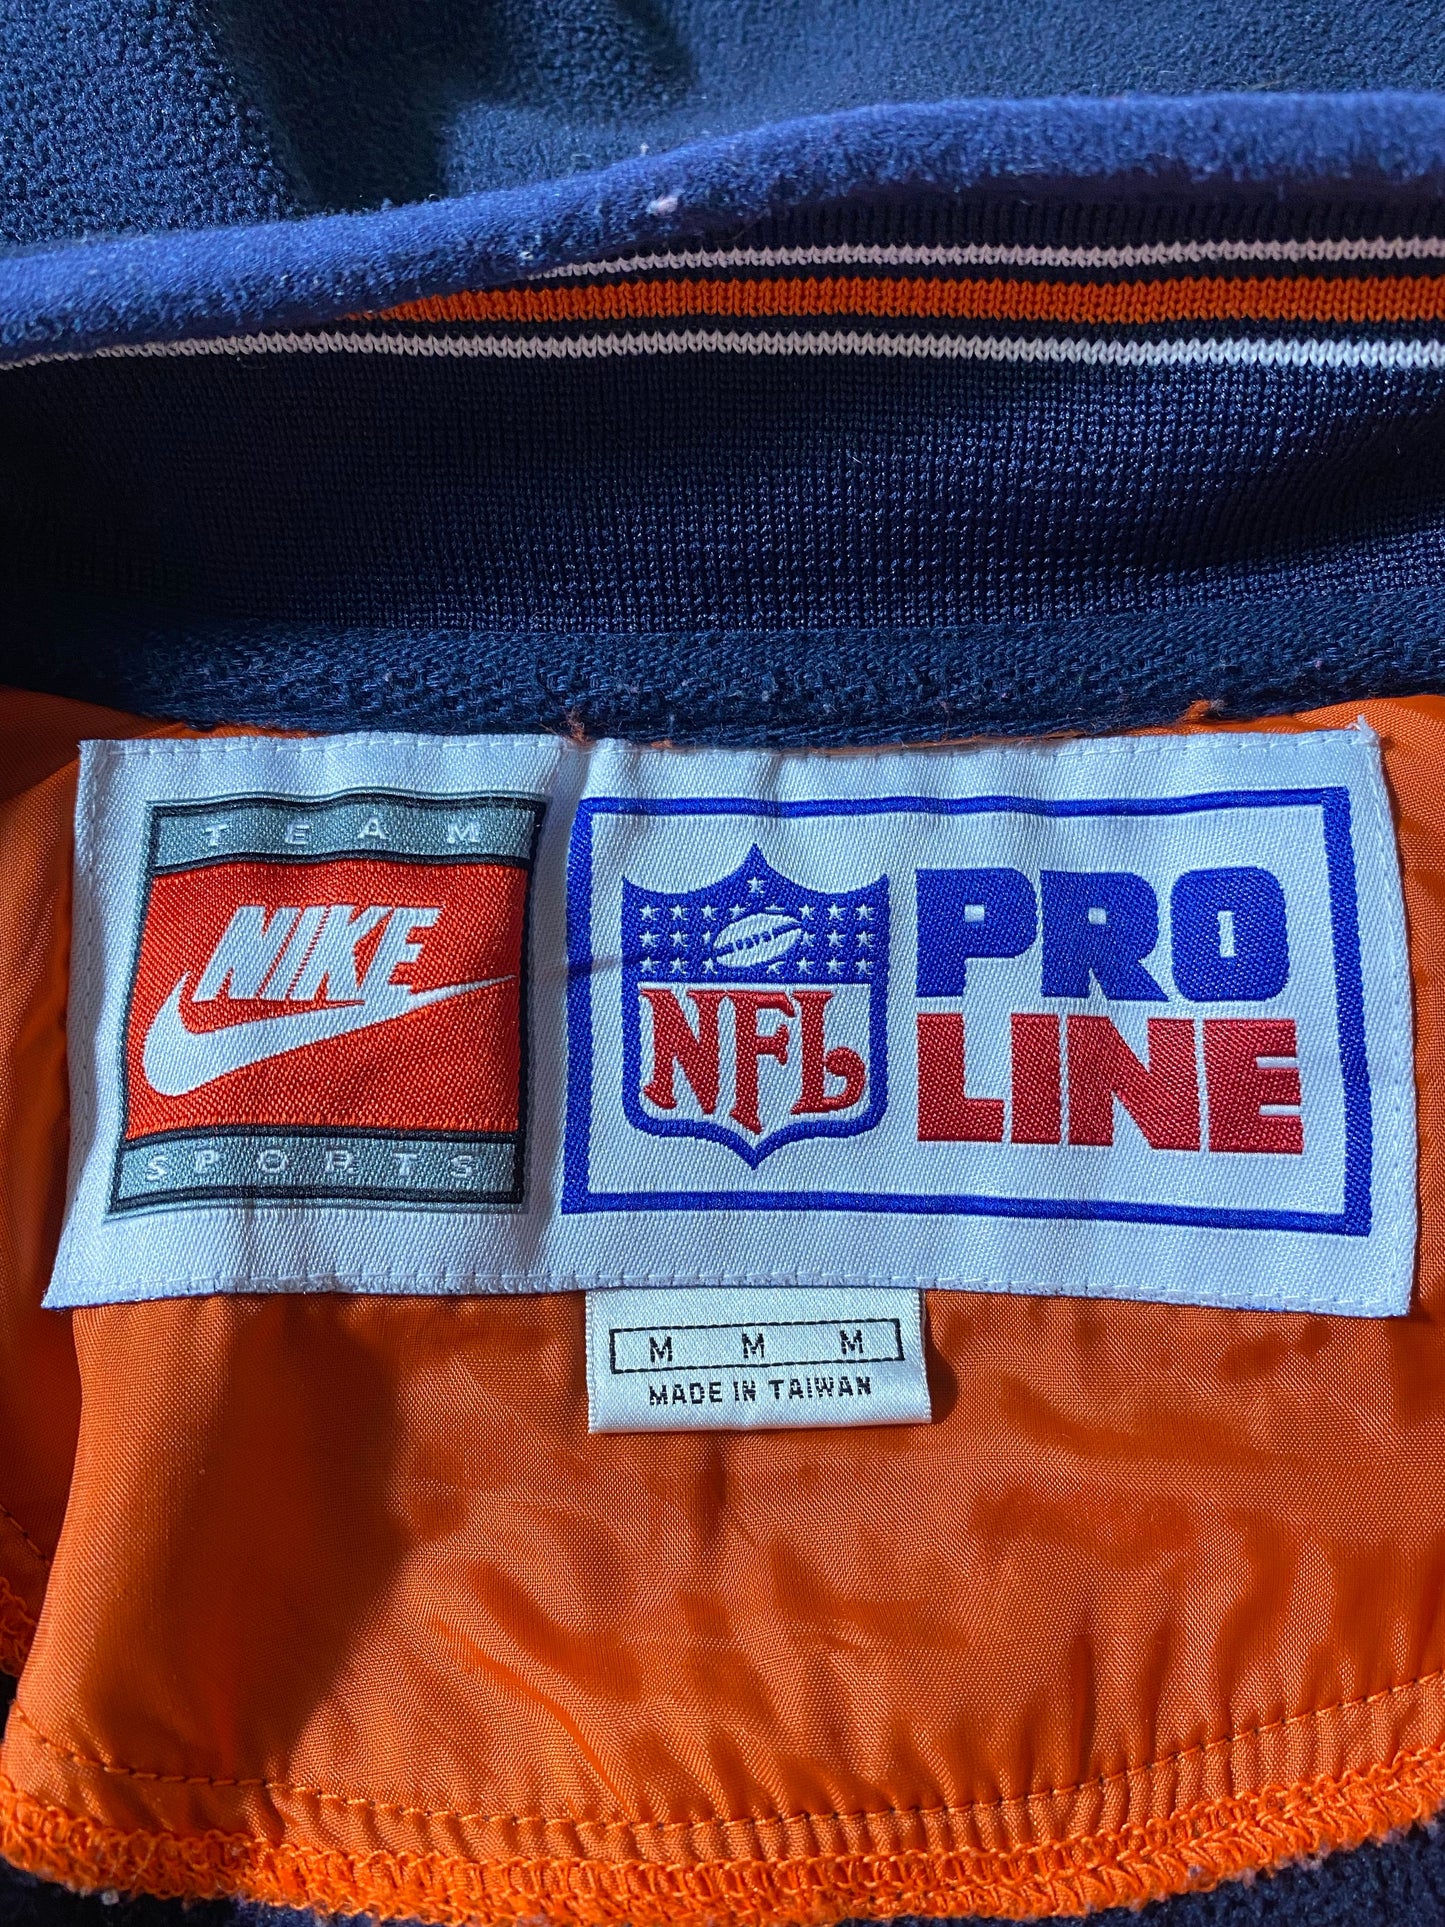 TEAM
NIKE
SPORTS
NFL
PRO
LINE
M M M
MADE IN TAIWAN